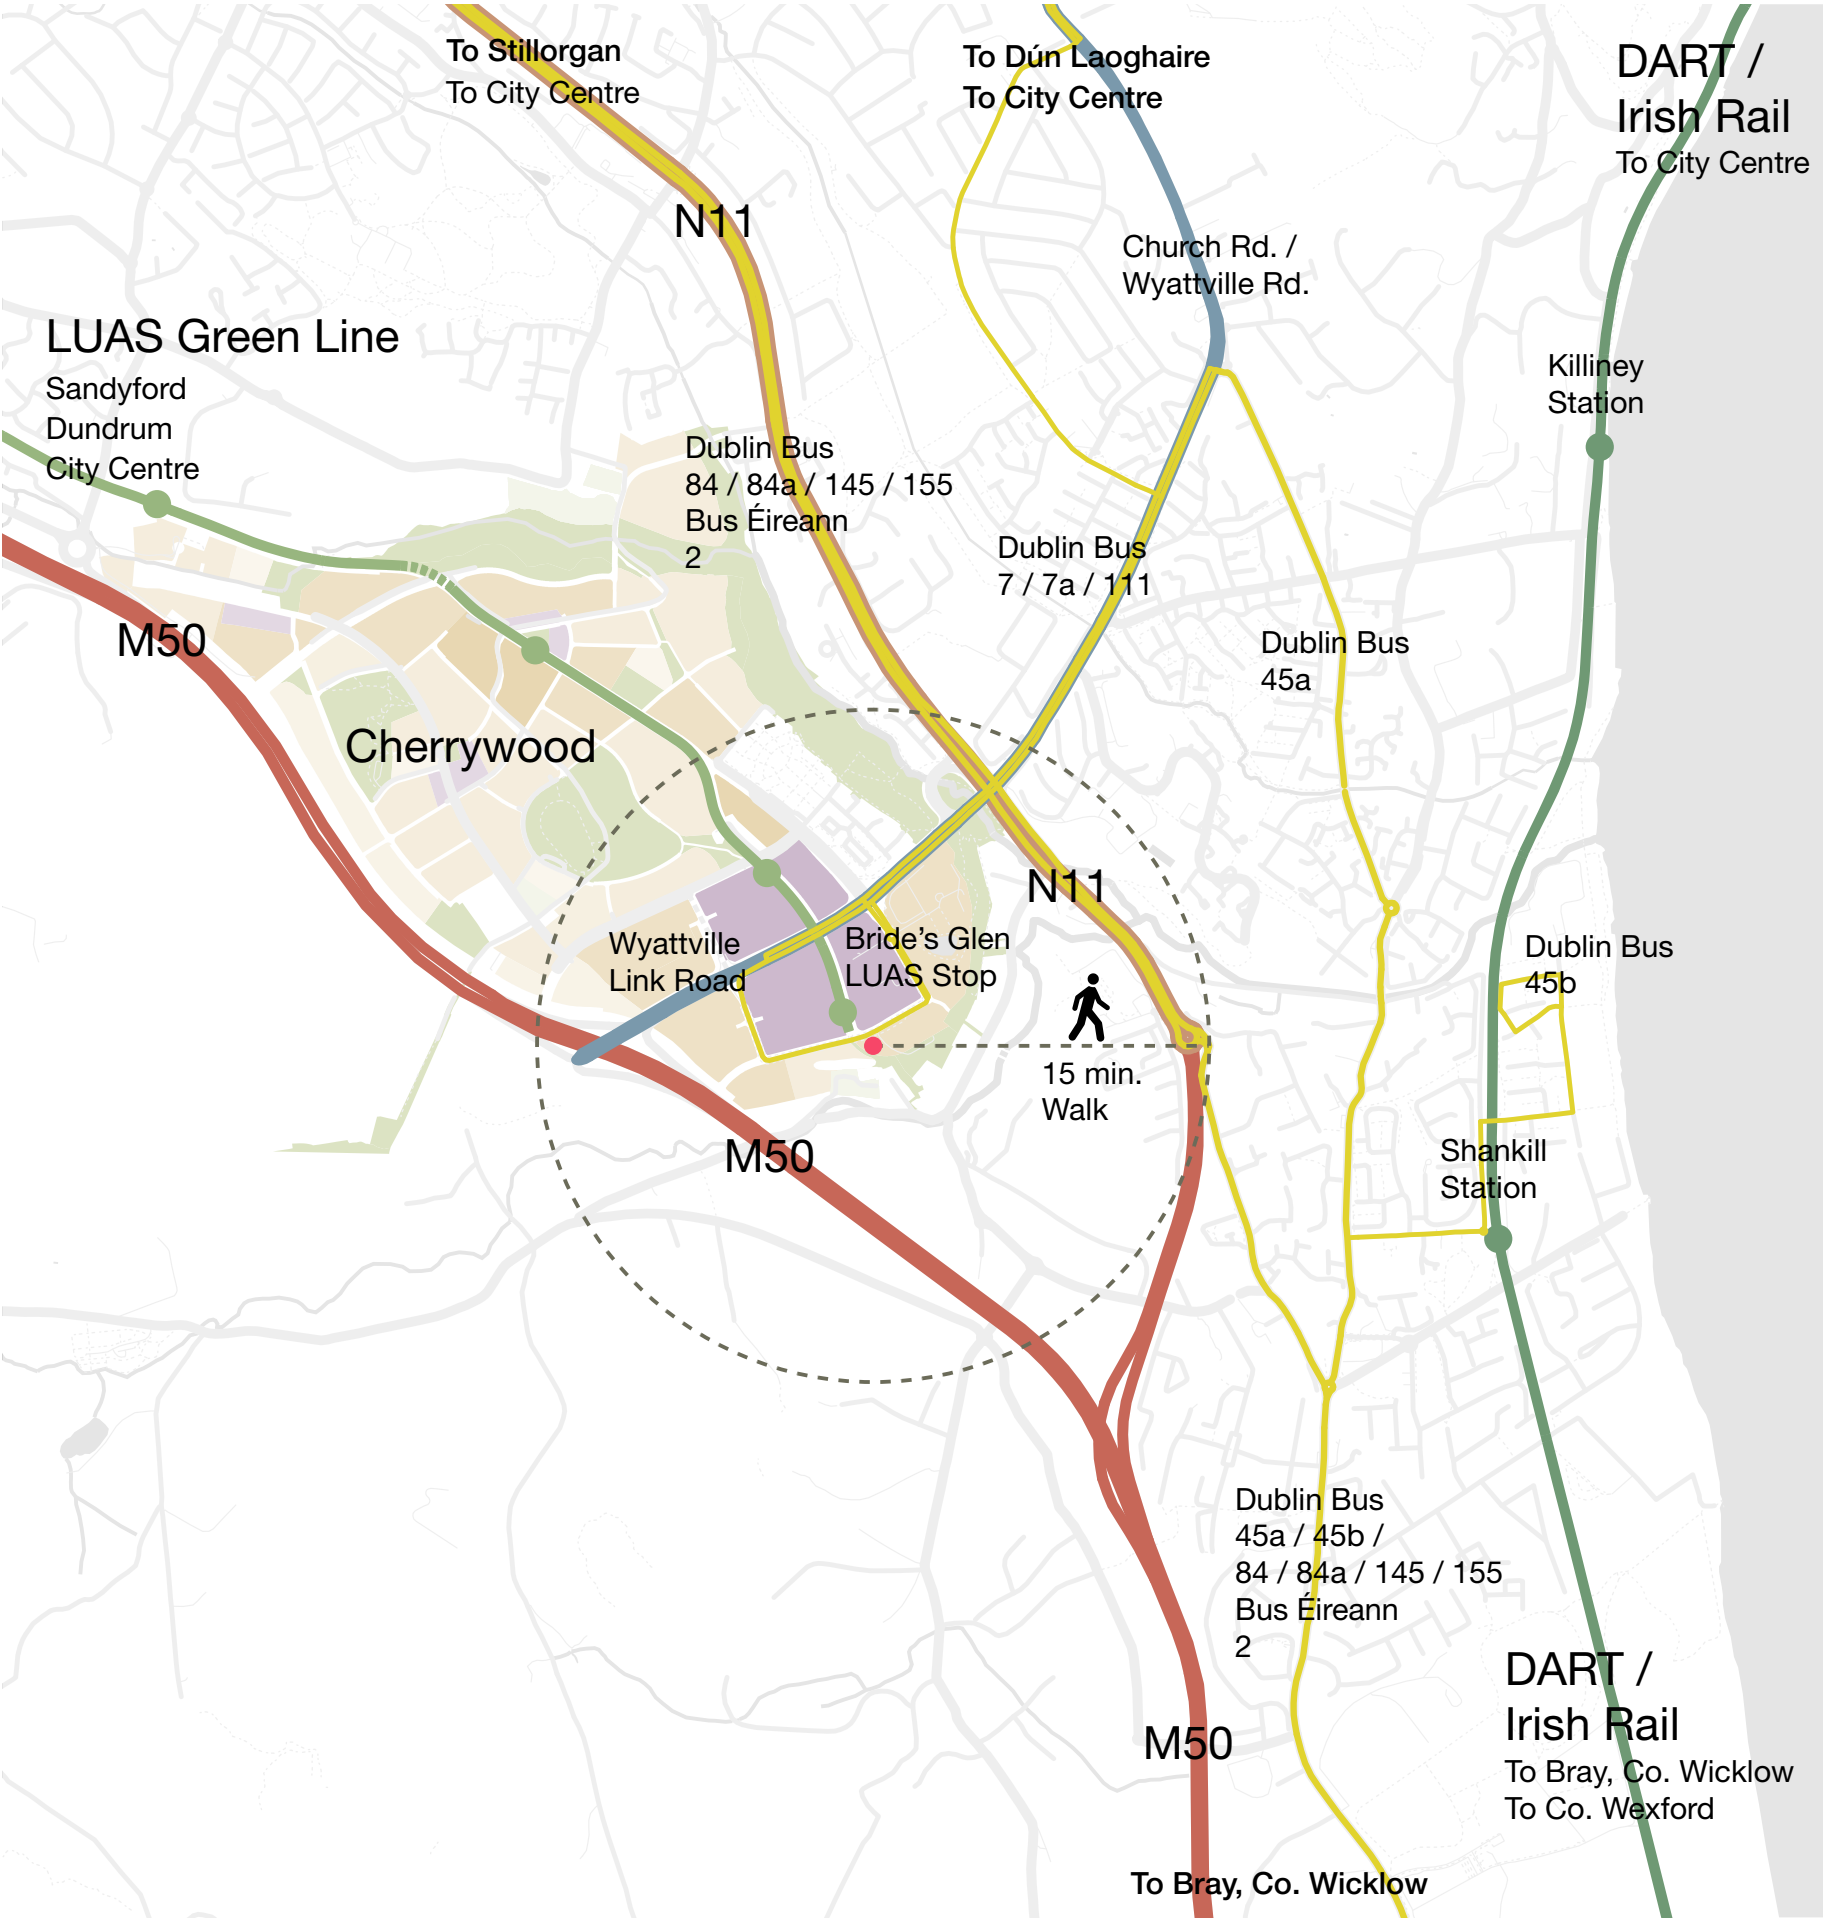 To Stillorgan
To City Centre
To Dún Laoghaire
To City Centre
DART /
Irish Rail
To City Centre
N11
Church Rd. /
Wyattville Rd.
LUAS Green Line
Sandyford
Dundrum
City Centre
Killiney
Station
Dublin Bus
84 / 84a / 145 / 155
Bus Éireann
2
Dublin Bus
7 / 7a / 111
M50
Dublin Bus
45a
Cherrywood
N11
Wyattville
Link Road
Bride's Glen
LUAS Stop
Dublin Bus
45b
15 min.
Walk
M50
Shankill
Station
Dublin Bus
45a / 45b /
84 / 84a / 145 / 155
Bus Éireann
2
DART /
Irish Rail
To Bray, Co. Wicklow
To Co. Wexford
M50
To Bray, Co. Wicklow